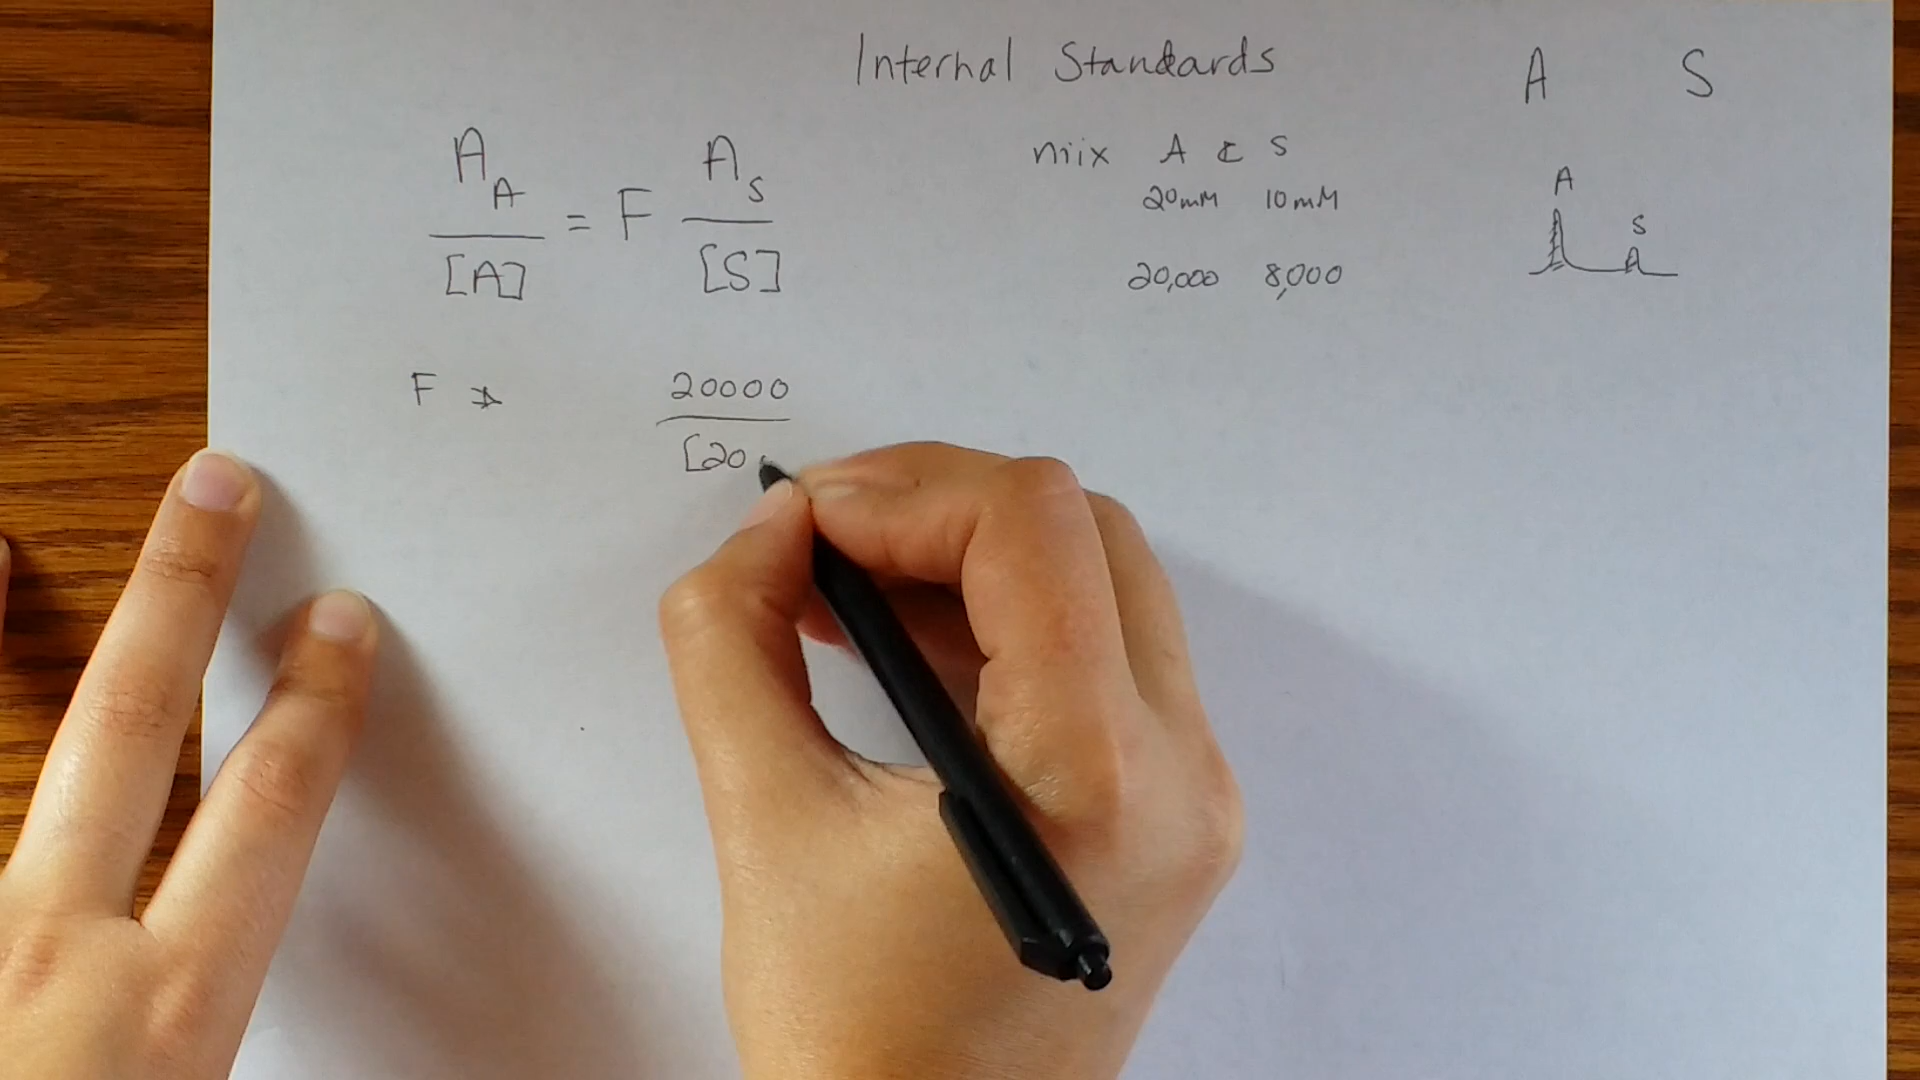 Internal Standards
A S
A_A / [A] = F A_S / [S]
mix A & S
20mM 10mM
20,000 8,000
A
S
F → 20000
[20